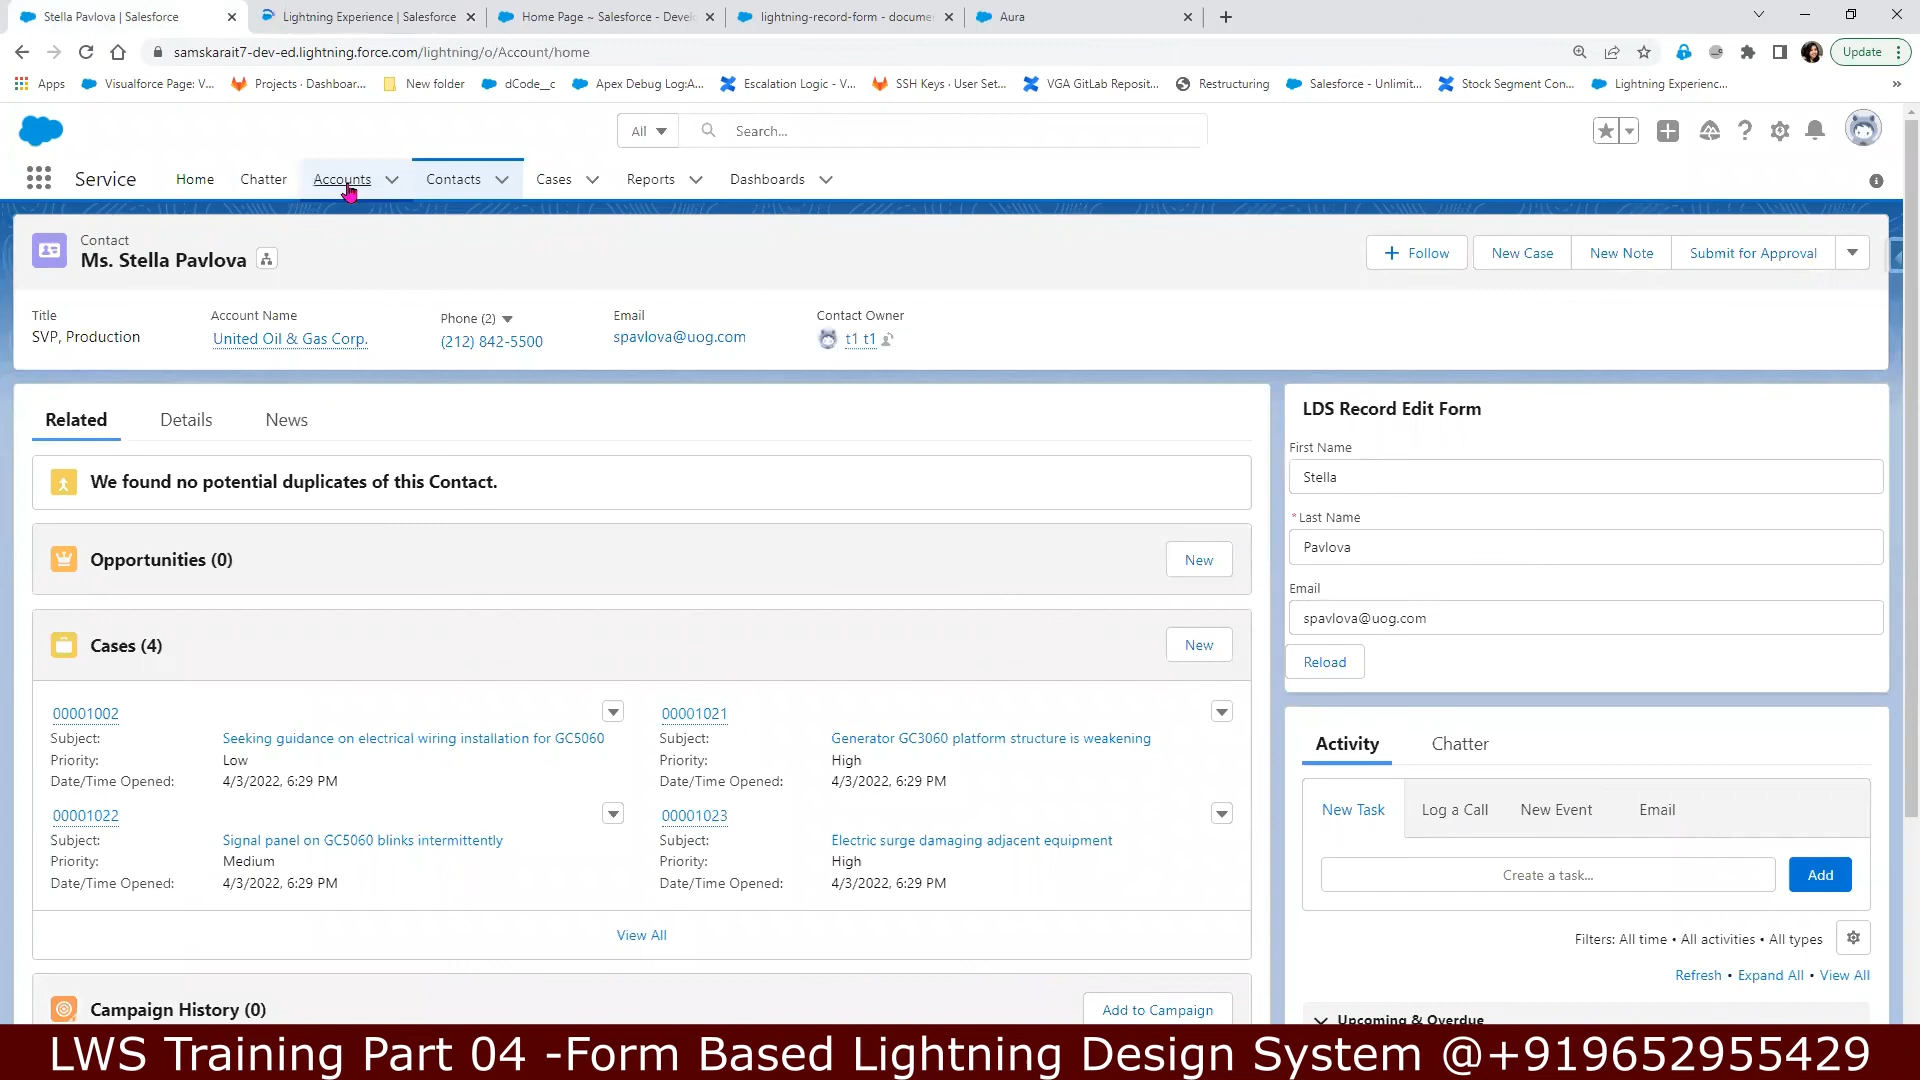 Stella Pavlova | Salesforce
Lightning Experience | Salesforce
Home Page ~ Salesforce - Devel
lightning-record-form - docume
Aura
samskarait7-dev-ed.lightning.force.com/lightning/o/Account/home
Update
Apps
Visualforce Page: V...
Projects · Dashboar...
New folder
dCode__c
Apex Debug Log:A...
Escalation Logic - V...
SSH Keys · User Set...
VGA GitLab Reposit...
Restructuring
Salesforce - Unlimit...
Stock Segment Con...
Lightning Experienc...
All
Search...
Service
Home
Chatter
Accounts
Contacts
Cases
Reports
Dashboards
Contact
Ms. Stella Pavlova
Follow
New Case
New Note
Submit for Approval
Title
SVP, Production
Account Name
United Oil & Gas Corp.
Phone (2)
(212) 842-5500
Email
spavlova@uog.com
Contact Owner
t1 t1
Related
Details
News
We found no potential duplicates of this Contact.
Opportunities (0)
New
Cases (4)
New
00001002
Subject: Seeking guidance on electrical wiring installation for GC5060
Priority: Low
Date/Time Opened: 4/3/2022, 6:29 PM
00001021
Subject: Generator GC3060 platform structure is weakening
Priority: High
Date/Time Opened: 4/3/2022, 6:29 PM
00001022
Subject: Signal panel on GC5060 blinks intermittently
Priority: Medium
Date/Time Opened: 4/3/2022, 6:29 PM
00001023
Subject: Electric surge damaging adjacent equipment
Priority: High
Date/Time Opened: 4/3/2022, 6:29 PM
View All
Campaign History (0)
Add to Campaign
LDS Record Edit Form
First Name
Stella
*Last Name
Pavlova
Email
spavlova@uog.com
Reload
Activity
Chatter
New Task
Log a Call
New Event
Email
Create a task...
Add
Filters: All time • All activities • All types
Refresh • Expand All • View All
Upcoming & Overdue
LWS Training Part 04 -Form Based Lightning Design System @+919652955429